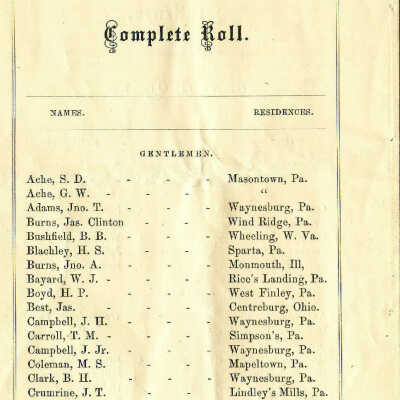 Complete Roll.
NAMES. RESIDENCES.
GENTLEMEN.
Ache, S. D. - - - Masontown, Pa.
Ache, G. W. - - - - "
Adams, Jno. T. - - - Waynesburg, Pa.
Burns, Jas. Clinton - - - Wind Ridge, Pa.
Bushfield, B. B. - - - Wheeling, W. Va.
Blachley, H. S. - - - Sparta, Pa.
Burns, Jno. A. - - - Monmouth, Ill,
Bayard, W. J. - - - - Rice's Landing, Pa.
Boyd, H. P. - - - West Finley, Pa.
Best, Jas. - - - Centreburg, Ohio.
Campbell, J. H. - - - Waynesburg, Pa.
Carroll, T. M. - - - - Simpson's, Pa.
Campbell, J. Jr. - - - Waynesburg, Pa.
Coleman, M. S. - - - Mapeltown, Pa.
Clark, B. H. - - - Waynesburg, Pa.
Crumrine, J. T. - - - Lindley's Mills, Pa.